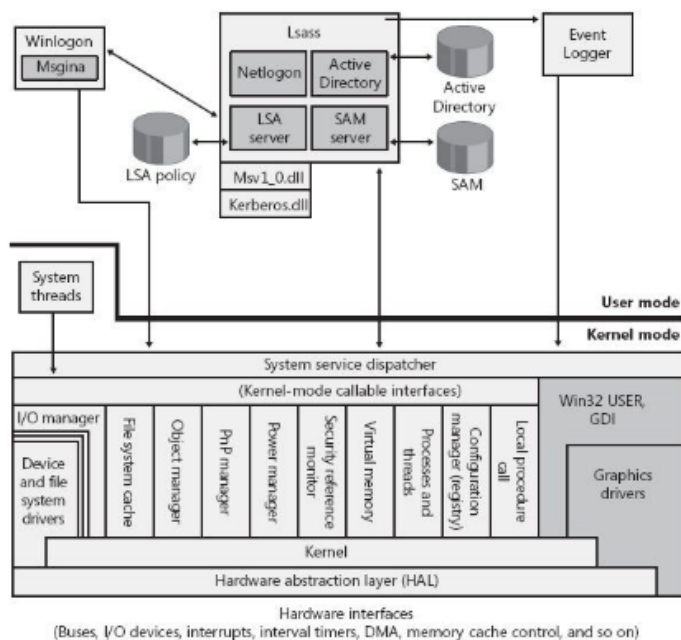 Winlogon
Msgina
Lsass
Netlogon
Active
Directory
LSA
server
SAM
server
Event
Logger
Active
Directory
LSA policy
SAM
Msv1_0.dll
Kerberos.dll
System
threads
User mode
Kernel mode
System service dispatcher
(Kernel-mode callable interfaces)
Win32 USER,
GDI
I/O manager
Device
and file
system
drivers
File system cache
Object manager
PnP manager
Power manager
Security reference
monitor
Virtual memory
Processes and
threads
Configuration
manager (registry)
Local procedure
call
Graphics
drivers
Kernel
Hardware abstraction layer (HAL)
Hardware interfaces
(Buses, I/O devices, interrupts, interval timers, DMA, memory cache control, and so on)